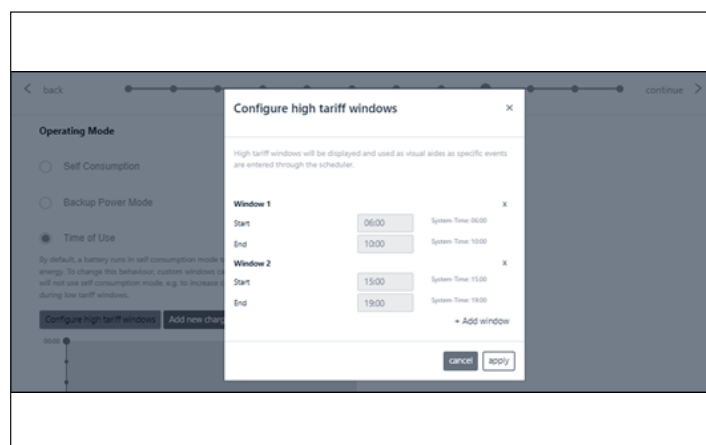 back
continue
Operating Mode
Self Consumption
Backup Power Mode
Time of Use
By default, a battery runs in self consumption mode
energy. To change this behaviour, custom windows
will not use self consumption mode, e.g. to increase
during low tariff windows.
Configure high tariff windows
Add new charg
00:00
Configure high tariff windows
×
High tariff windows will be displayed and used as visual aides as specific events
are entered through the scheduler.
Window 1 x
Start 06:00 System-Time: 06:00
End 10:00 System-Time: 10:00
Window 2 x
Start 15:00 System-Time: 15:00
End 19:00 System-Time: 19:00
+ Add window
cancel apply